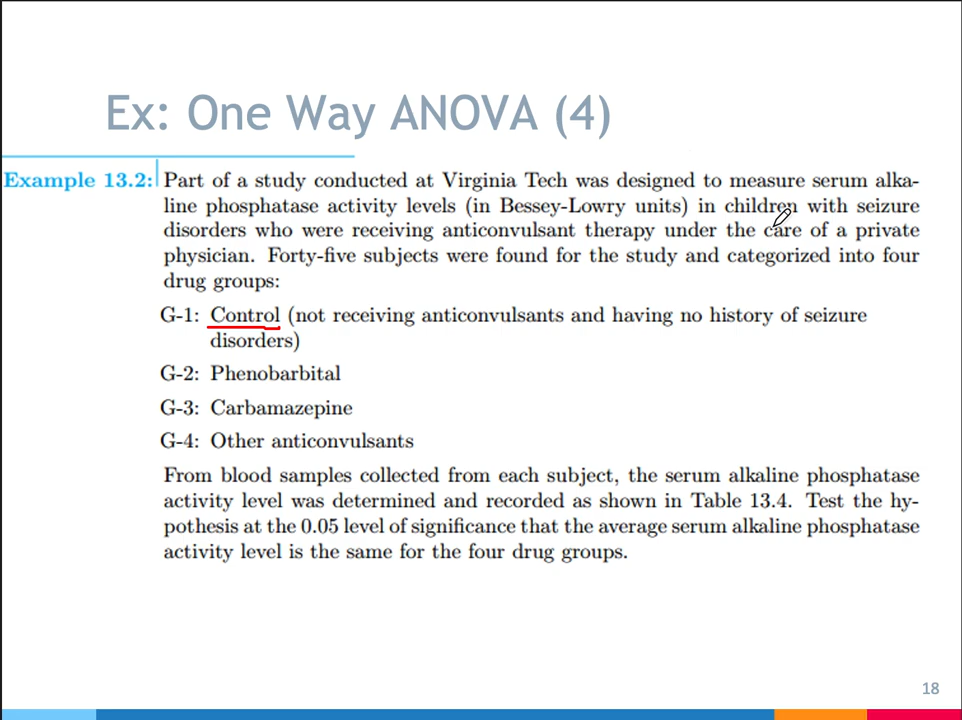 Ex: One Way ANOVA (4)
Example 13.2: Part of a study conducted at Virginia Tech was designed to measure serum alka-
line phosphatase activity levels (in Bessey-Lowry units) in children with seizure
disorders who were receiving anticonvulsant therapy under the care of a private
physician. Forty-five subjects were found for the study and categorized into four
drug groups:
G-1: Control (not receiving anticonvulsants and having no history of seizure
disorders)
G-2: Phenobarbital
G-3: Carbamazepine
G-4: Other anticonvulsants
From blood samples collected from each subject, the serum alkaline phosphatase
activity level was determined and recorded as shown in Table 13.4. Test the hy-
pothesis at the 0.05 level of significance that the average serum alkaline phosphatase
activity level is the same for the four drug groups.
18